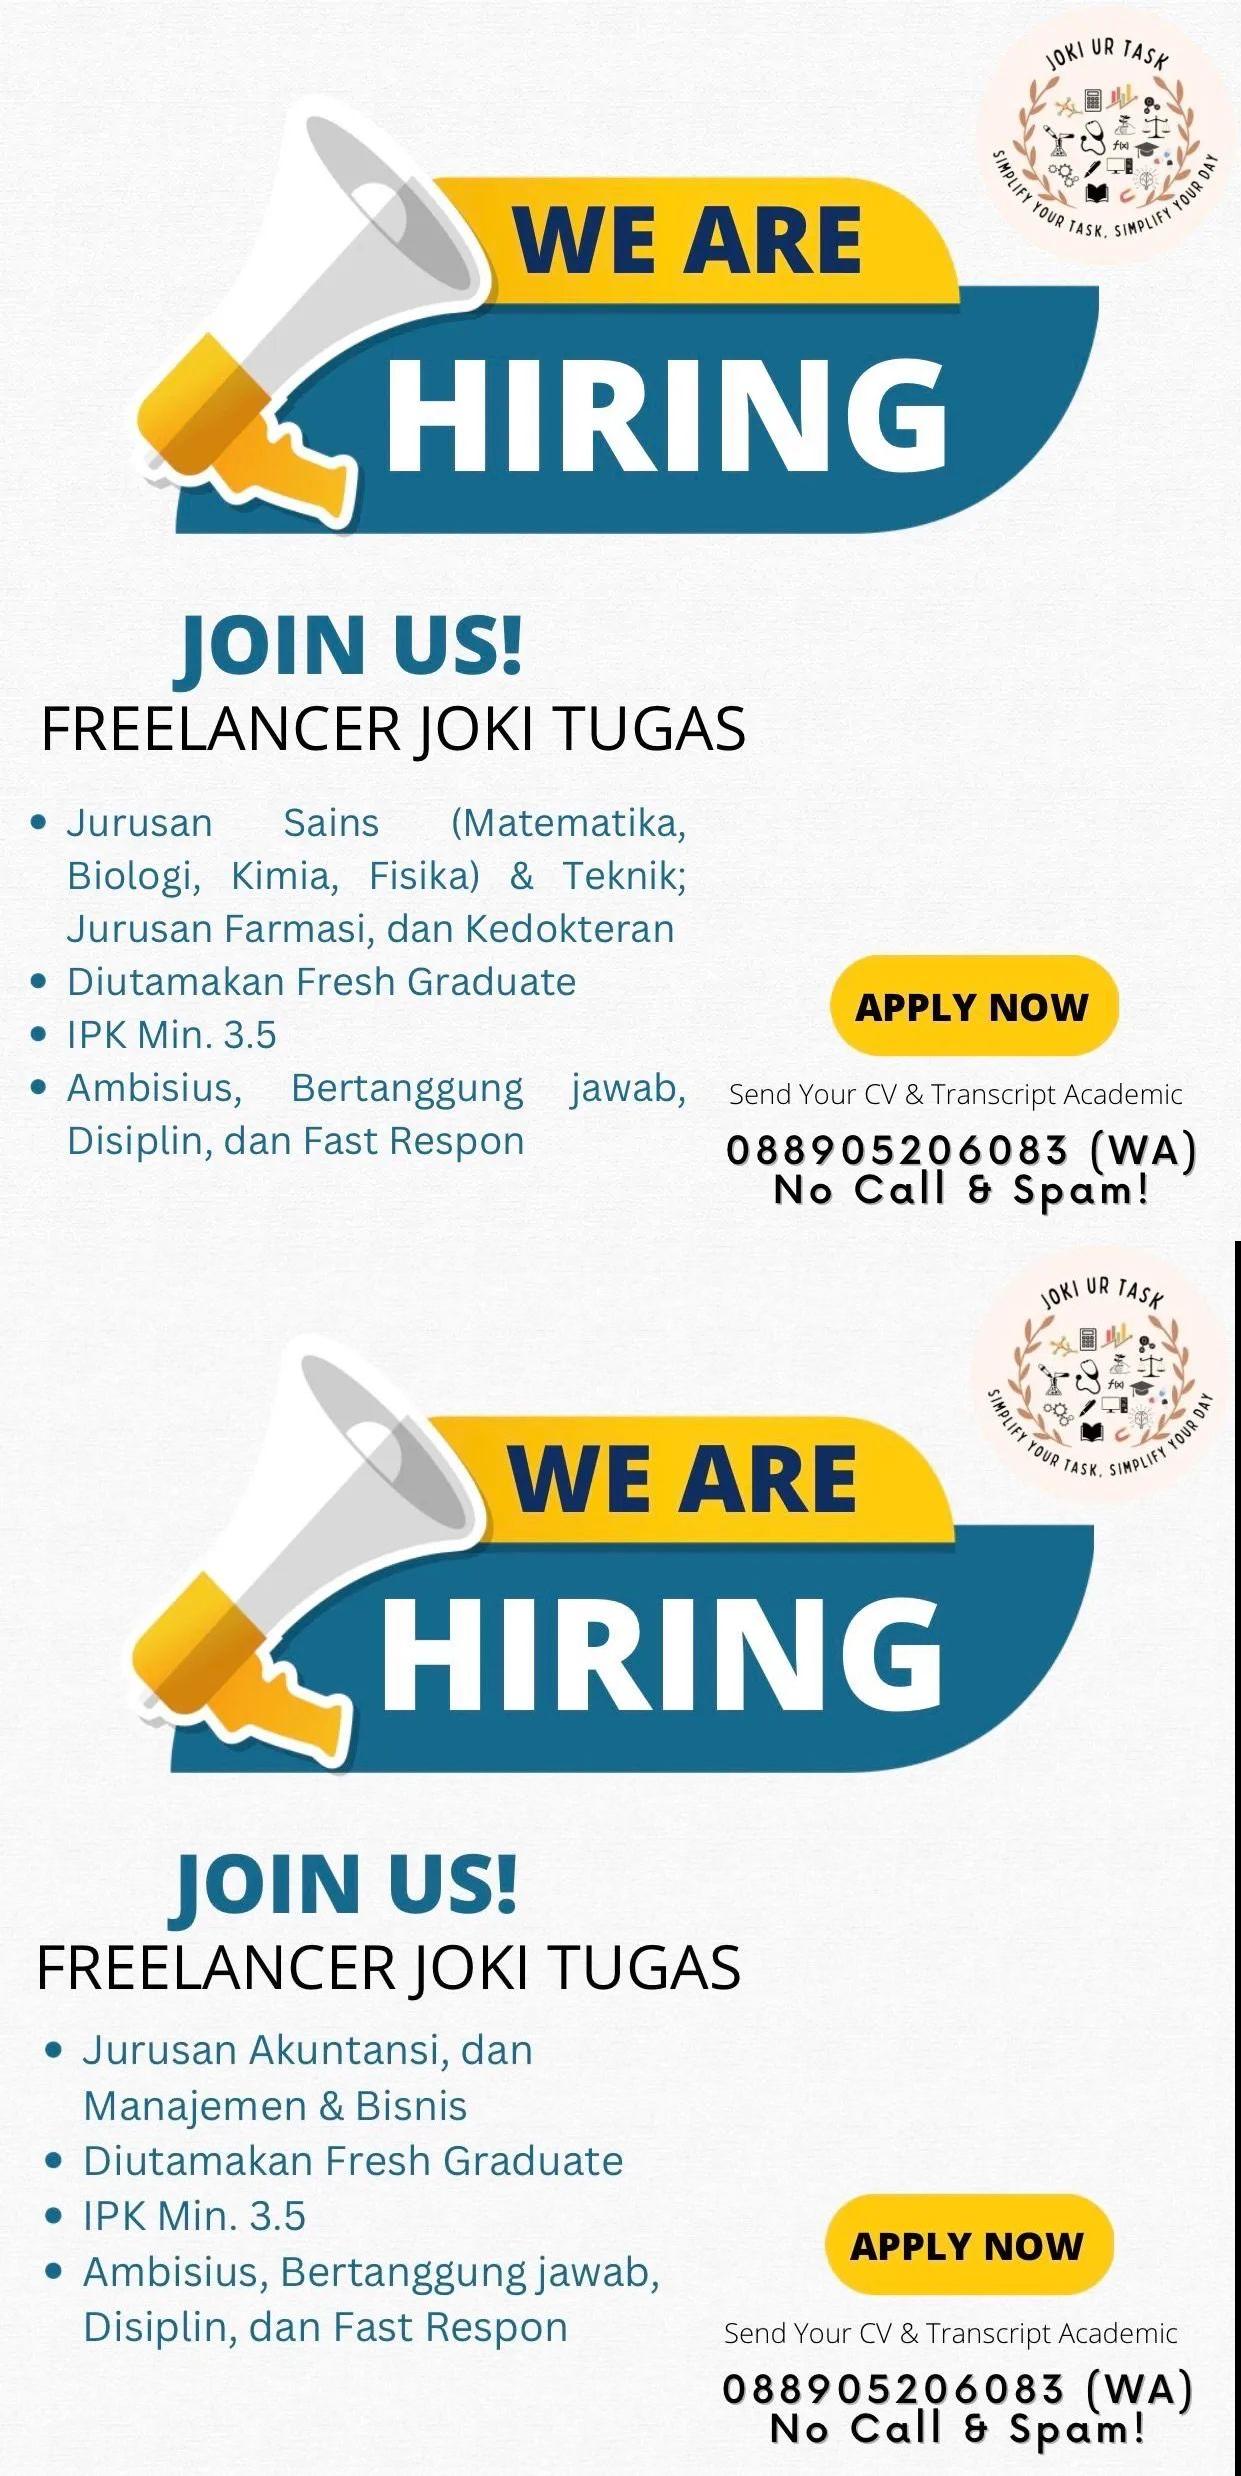 JOKI UR TASK
f(x)
SIMPLIFY YOUR TASK, SIMPLIFY YOUR DAY
WE ARE
HIRING
JOIN US!
FREELANCER JOKI TUGAS
• Jurusan Sains (Matematika,
Biologi, Kimia, Fisika) & Teknik;
Jurusan Farmasi, dan Kedokteran
• Diutamakan Fresh Graduate
• IPK Min. 3.5
• Ambisius, Bertanggung jawab,
Disiplin, dan Fast Respon
APPLY NOW
Send Your CV & Transcript Academic
088905206083 (WA)
No Call & Spam!
JOKI UR TASK
f(x)
SIMPLIFY YOUR TASK, SIMPLIFY YOUR DAY
WE ARE
HIRING
JOIN US!
FREELANCER JOKI TUGAS
• Jurusan Akuntansi, dan
Manajemen & Bisnis
• Diutamakan Fresh Graduate
• IPK Min. 3.5
• Ambisius, Bertanggung jawab,
Disiplin, dan Fast Respon
APPLY NOW
Send Your CV & Transcript Academic
088905206083 (WA)
No Call & Spam!